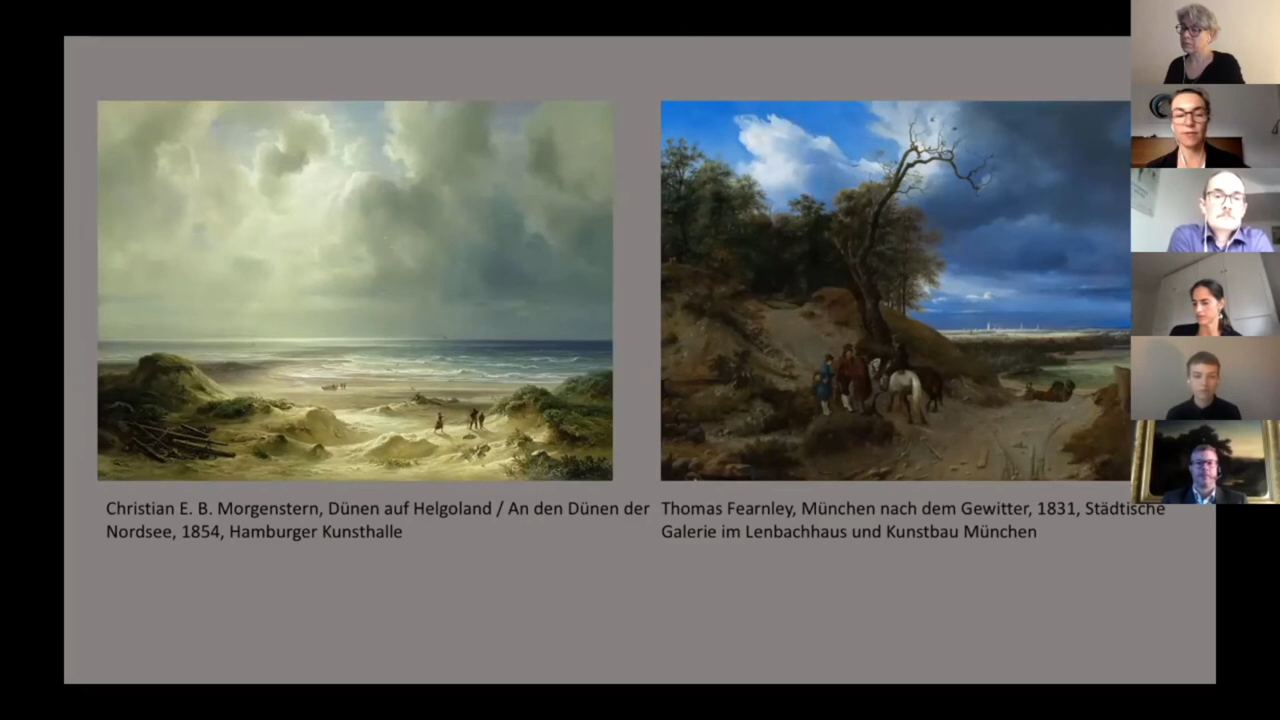 Christian E. B. Morgenstern, Dünen auf Helgoland / An den Dünen der
Nordsee, 1854, Hamburger Kunsthalle
Thomas Fearnley, München nach dem Gewitter, 1831, Städtische
Galerie im Lenbachhaus und Kunstbau München